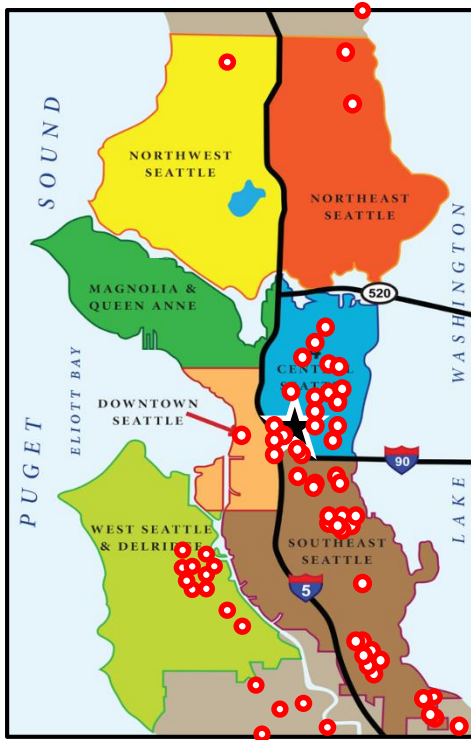 SOUND
NORTHWEST
SEATTLE
NORTHEAST
SEATTLE
WASHINGTON
MAGNOLIA &
QUEEN ANNE
520
ELIOTT BAY
DOWNTOWN
SEATTLE
90
PUGET
LAKE
WEST SEATTLE
SOUTHEAST
SEATTLE
5